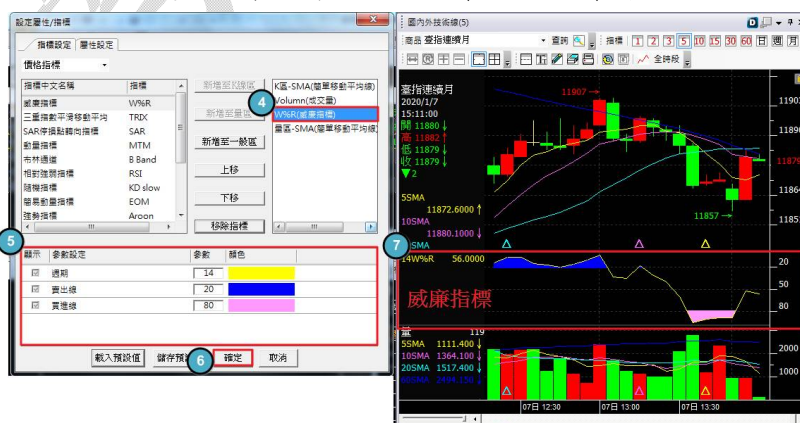 設定屬性/指標
指標設定 屬性設定
價格指標
指標中文名稱 指標
威廉指標 W%R
三重指數平滑移動平均 TRIX
SAR停損點轉向指標 SAR
動量指標 MTM
布林通道 B Band
相對強弱指標 RSI
隨機指標 KD slow
簡易動量指標 EOM
強勢指標 Aroon
新增至K線區
新增至量區
新增至一般區
上移
下移
移除指標
4
K區-SMA(簡單移動平均線)
Volumn(成交量)
W%R(威廉指標)
量區-SMA(簡單移動平均線)
5
顯示 參數設定 參數 顏色
週期 14
賣出線 20
買進線 80
載入預設值 儲存預 6 確定 取消
國內外技術線(5)
商品 臺指連續月 查詢 指標 1 2 3 5 10 15 30 60 日 週 月
全時段
臺指連續月
2020/1/7
15:11:00
開 11880↓
高 11882↑
低 11879↓
收 11879↓
▼2
5SMA
11872.6000↑
10SMA
11880.1000↓
11907→
11857→
1190
1189
11879
1186
1185
7
14W%R 56.0000
威廉指標
20
50
80
量 119
5SMA 1111.400↓
10SMA 1364.100↓
20SMA 1517.400↓
2000
1000
07日 12:30 07日 13:00 07日 13:30